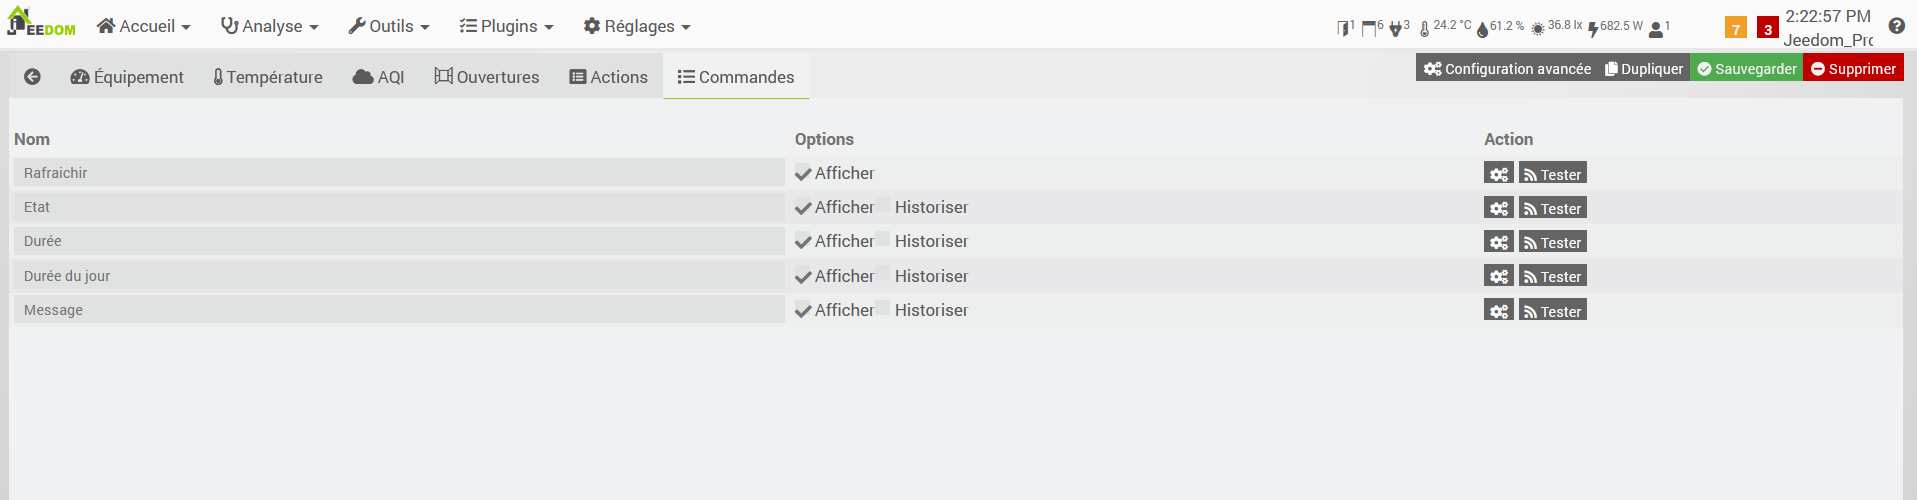 JEEDOM Accueil Analyse Outils Plugins Réglages 1 6 3 24.2 °C 61.2 % 36.8 lx 682.5 W 1 7 3 2:22:57 PM
Équipement Température AQI Ouvertures Actions Commandes Configuration avancée Dupliquer Sauvegarder Supprimer
Nom Options Action
Rafraichir Afficher Tester
Etat Afficher Historiser Tester
Durée Afficher Historiser Tester
Durée du jour Afficher Historiser Tester
Message Afficher Historiser Tester